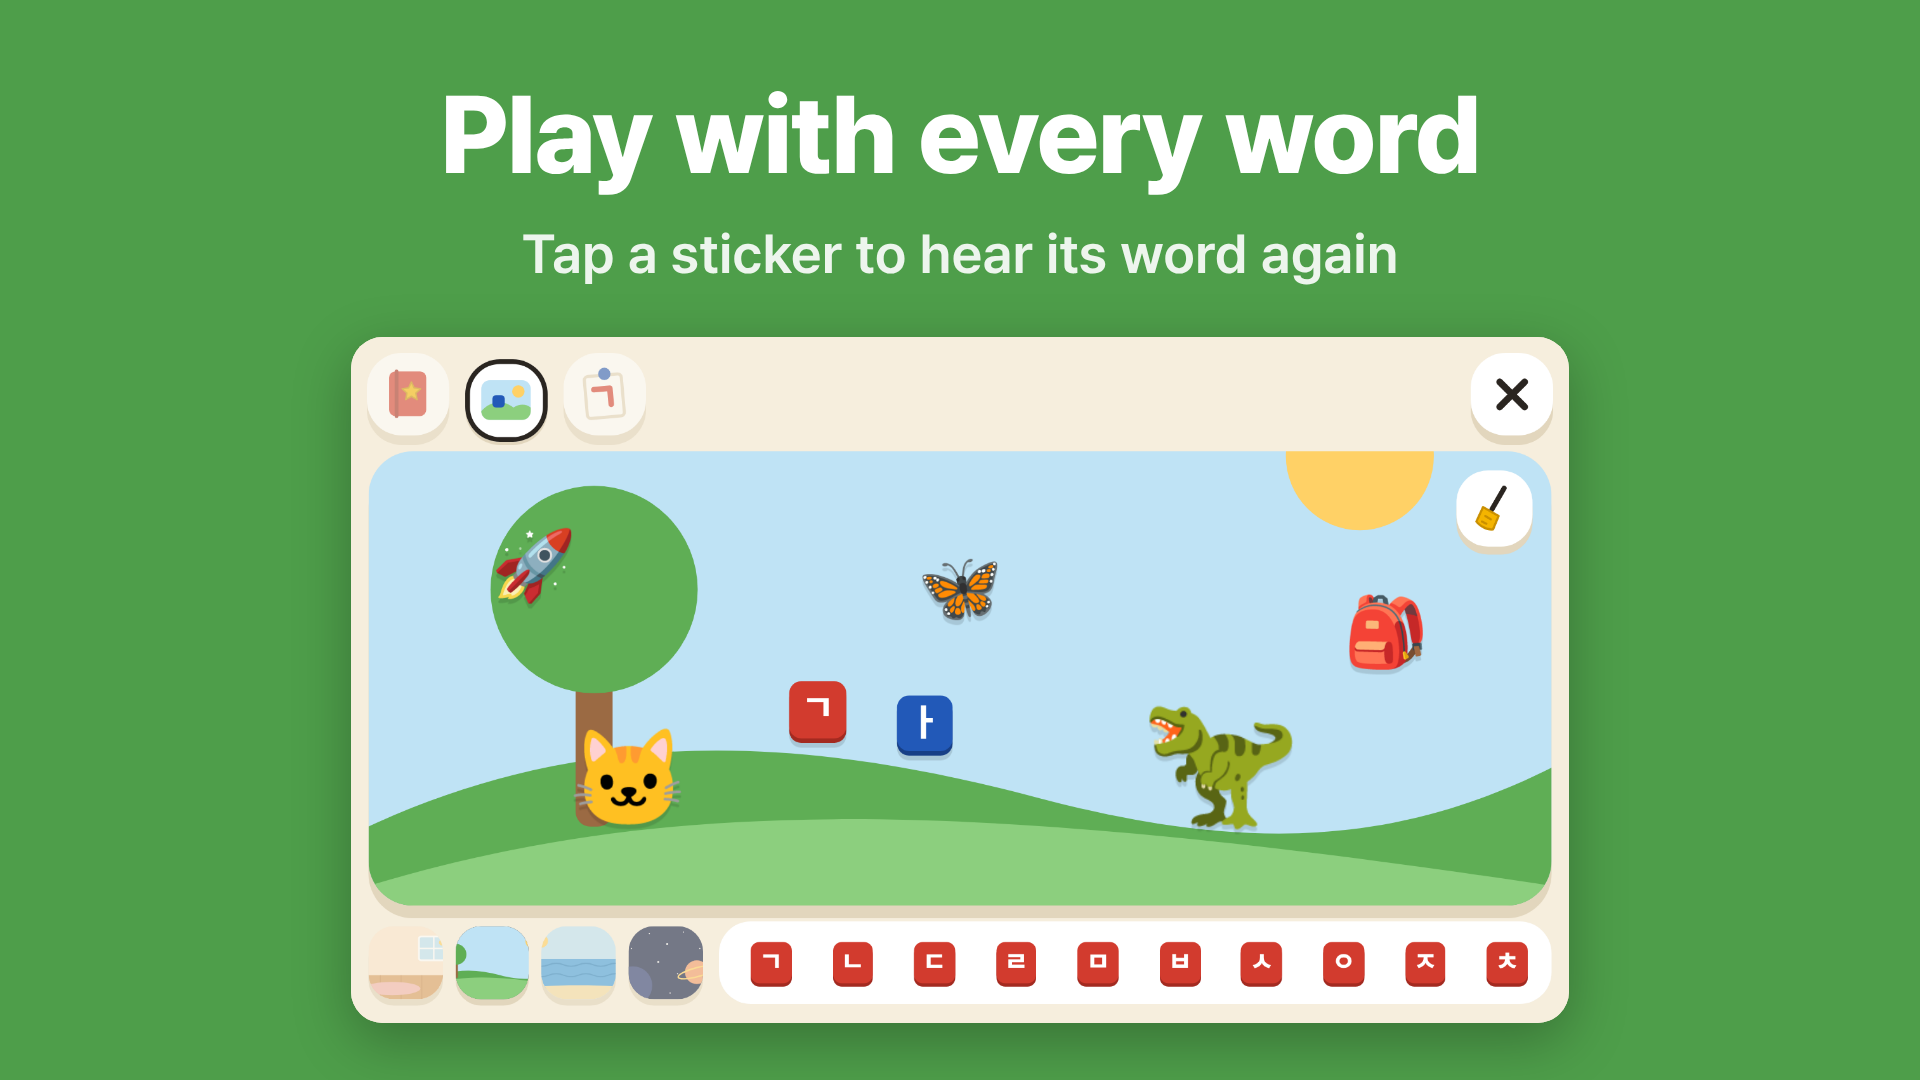 Play with every word
Tap a sticker to hear its word again
ㄱ
ㄱ ㅏ
ㄱ ㄴ ㄷ ㄹ ㅁ ㅂ ㅅ ㅇ ㅈ ㅊ